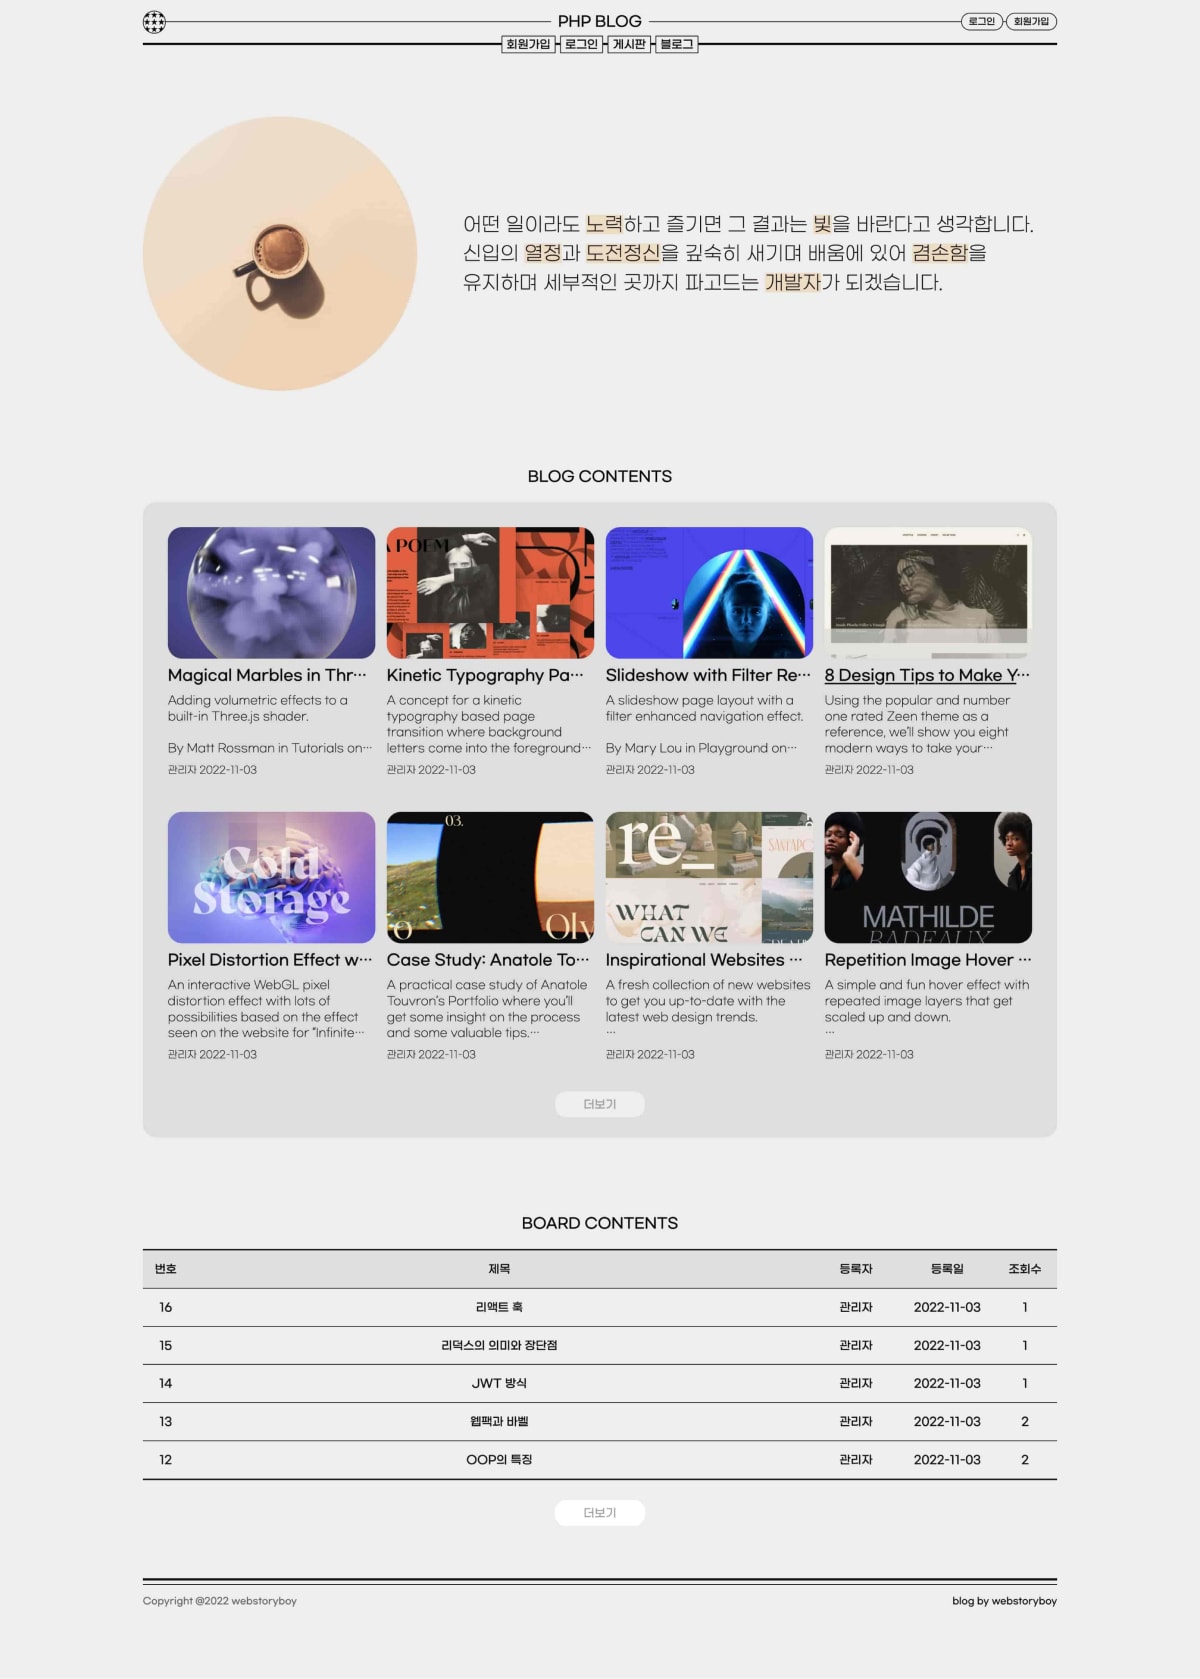 PHP BLOG
로그인 회원가입
회원가입 로그인 게시판 블로그
어떤 일이라도 노력하고 즐기면 그 결과는 빛을 바란다고 생각합니다.
신입의 열정과 도전정신을 깊숙히 새기며 배움에 있어 겸손함을
유지하며 세부적인 곳까지 파고드는 개발자가 되겠습니다.
BLOG CONTENTS
A POEM
Magical Marbles in Thr···
Adding volumetric effects to a
built-in Three.js shader.
By Matt Rossman in Tutorials on···
관리자 2022-11-03
Kinetic Typography Pa···
A concept for a kinetic
typography based page
transition where background
letters come into the foreground···
관리자 2022-11-03
Slideshow with Filter Re···
A slideshow page layout with a
filter enhanced navigation effect.
By Mary Lou in Playground on···
관리자 2022-11-03
8 Design Tips to Make Y···
Using the popular and number
one rated Zeen theme as a
reference, we'll show you eight
modern ways to take your···
관리자 2022-11-03
Cold
Storage
Pixel Distortion Effect w···
An interactive WebGL pixel
distortion effect with lots of
possibilities based on the effect
seen on the website for "Infinite···
관리자 2022-11-03
03.
Oly
Case Study: Anatole To···
A practical case study of Anatole
Touvron's Portfolio where you'll
get some insight on the process
and some valuable tips.···
관리자 2022-11-03
re_
WHAT
CAN WE
Inspirational Websites ···
A fresh collection of new websites
to get you up-to-date with the
latest web design trends.
···
관리자 2022-11-03
MATHILDE
BADEAUX
Repetition Image Hover ···
A simple and fun hover effect with
repeated image layers that get
scaled up and down.
···
관리자 2022-11-03
더보기
BOARD CONTENTS
번호 제목 등록자 등록일 조회수
16 리액트 훅 관리자 2022-11-03 1
15 리덕스의 의미와 장단점 관리자 2022-11-03 1
14 JWT 방식 관리자 2022-11-03 1
13 웹팩과 바벨 관리자 2022-11-03 2
12 OOP의 특징 관리자 2022-11-03 2
더보기
Copyright @2022 webstoryboy
blog by webstoryboy